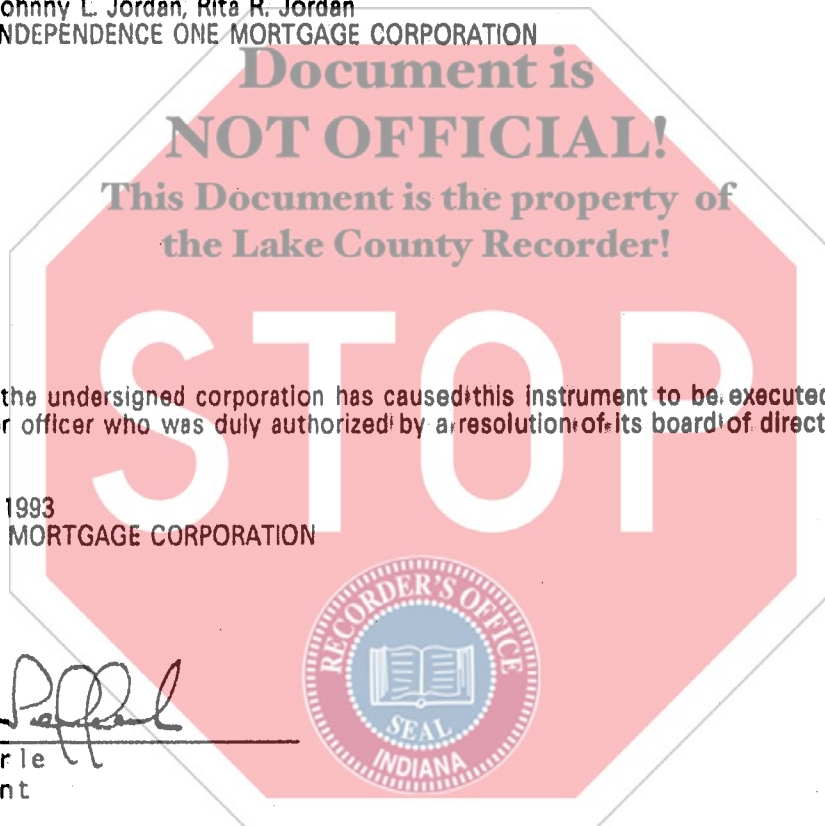 ohnny L. Jordan, Rita R. Jordan
NDEPENDENCE ONE MORTGAGE CORPORATION
Document is
NOT OFFICIAL!
This Document is the property of
the Lake County Recorder!
STOP
the undersigned corporation has caused this instrument to be executed
r officer who was duly authorized by a resolution of its board of direct
1993
MORTGAGE CORPORATION
RECORDER'S OFFICE
SEAL
INDIANA
rle
nt